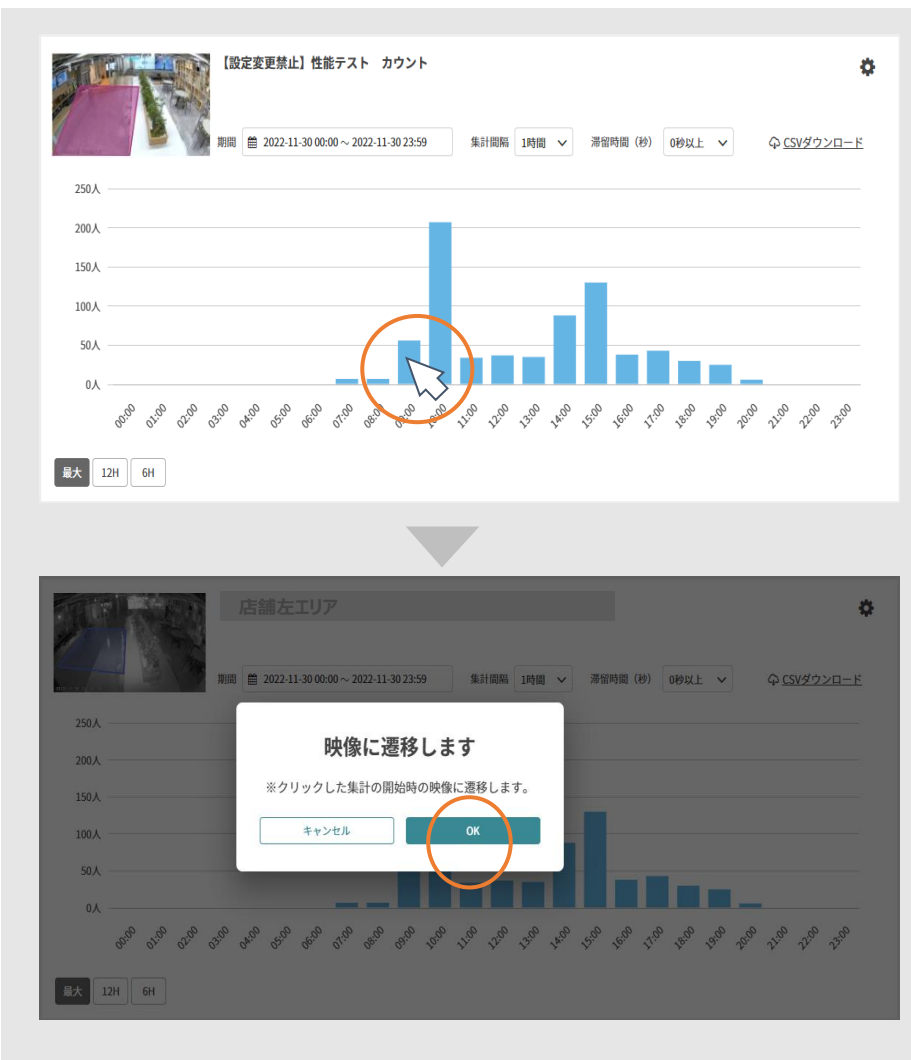 【設定変更禁止】性能テスト カウント
期間 2022-11-30 00:00 ~ 2022-11-30 23:59 集計間隔 1時間 滞留時間（秒） 0秒以上 CSVダウンロード
250人
200人
150人
100人
50人
0人
00:00 01:00 02:00 03:00 04:00 05:00 06:00 07:00 08:00 09:00 10:00 11:00 12:00 13:00 14:00 15:00 16:00 17:00 18:00 19:00 20:00 21:00 22:00 23:00
最大 12H 6H
店舗左エリア
期間 2022-11-30 00:00 ~ 2022-11-30 23:59 集計間隔 1時間 滞留時間（秒） 0秒以上 CSVダウンロード
250人
映像に遷移します
200人
※クリックした集計の開始時の映像に遷移します。
150人
キャンセル OK
100人
50人
0人
00:00 01:00 02:00 03:00 04:00 05:00 06:00 07:00 08:00 09:00 10:00 11:00 12:00 13:00 14:00 15:00 16:00 17:00 18:00 19:00 20:00 21:00 22:00 23:00
最大 12H 6H